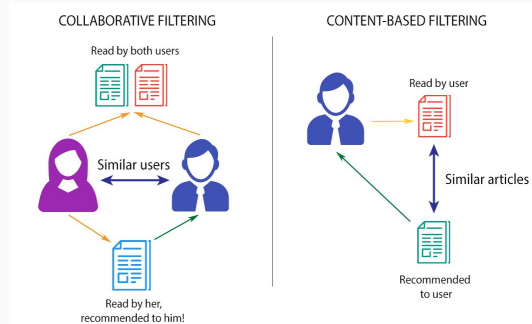 COLLABORATIVE FILTERING
Read by both users
Similar users
Read by her,
recommended to him!
CONTENT-BASED FILTERING
Read by user
Similar articles
Recommended
to user